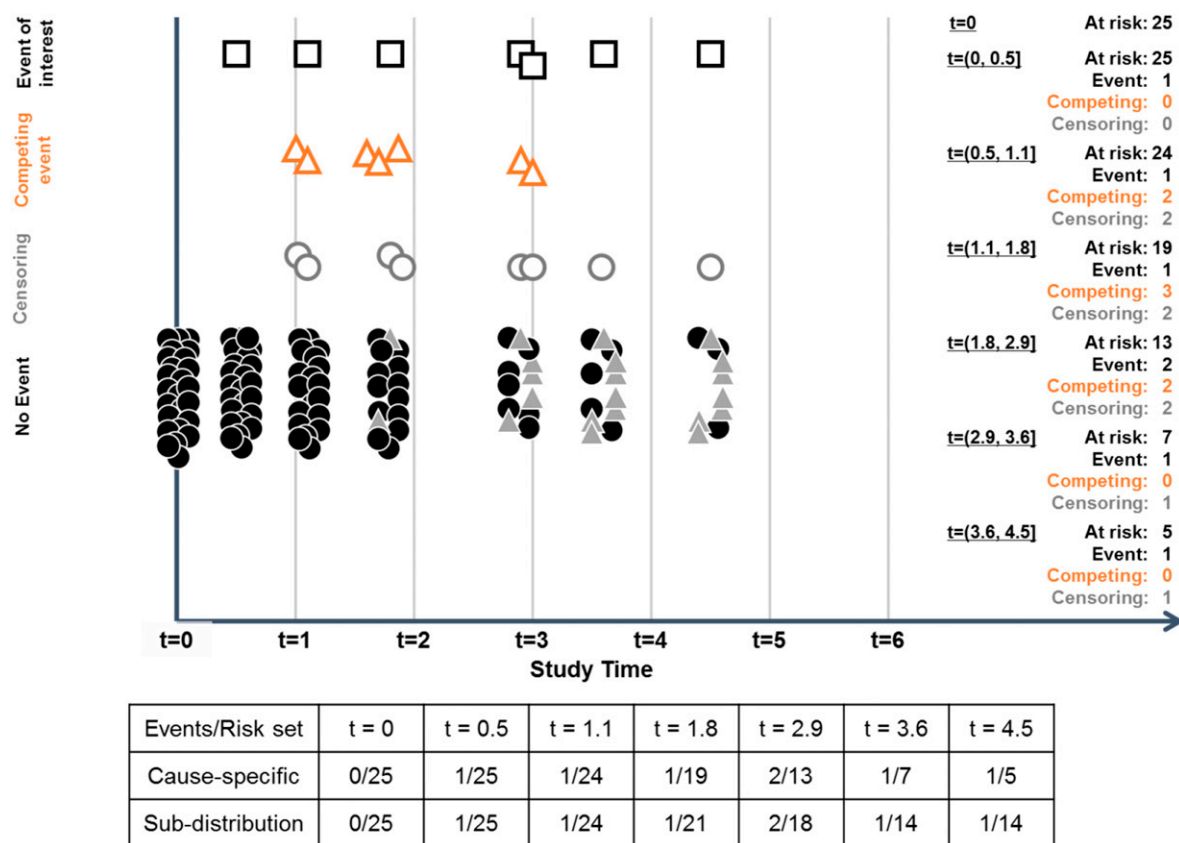 Event of
interest
Competing
event
Censoring
No Event
t=0 At risk: 25
t=(0, 0.5] At risk: 25
Event: 1
Competing: 0
Censoring: 0
t=(0.5, 1.1] At risk: 24
Event: 1
Competing: 2
Censoring: 2
t=(1.1, 1.8] At risk: 19
Event: 1
Competing: 3
Censoring: 2
t=(1.8, 2.9] At risk: 13
Event: 2
Competing: 2
Censoring: 2
t=(2.9, 3.6] At risk: 7
Event: 1
Competing: 0
Censoring: 1
t=(3.6, 4.5] At risk: 5
Event: 1
Competing: 0
Censoring: 1
t=0 t=1 t=2 t=3 t=4 t=5 t=6
Study Time
Events/Risk set t = 0 t = 0.5 t = 1.1 t = 1.8 t = 2.9 t = 3.6 t = 4.5
Cause-specific 0/25 1/25 1/24 1/19 2/13 1/7 1/5
Sub-distribution 0/25 1/25 1/24 1/21 2/18 1/14 1/14